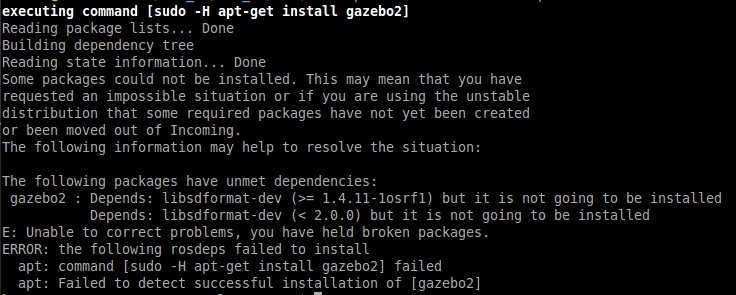 executing command [sudo -H apt-get install gazebo2]
Reading package lists... Done
Building dependency tree
Reading state information... Done
Some packages could not be installed. This may mean that you have
requested an impossible situation or if you are using the unstable
distribution that some required packages have not yet been created
or been moved out of Incoming.
The following information may help to resolve the situation:

The following packages have unmet dependencies:
 gazebo2 : Depends: libsdformat-dev (>= 1.4.11-1osrf1) but it is not going to be installed
           Depends: libsdformat-dev (< 2.0.0) but it is not going to be installed
E: Unable to correct problems, you have held broken packages.
ERROR: the following rosdeps failed to install
  apt: command [sudo -H apt-get install gazebo2] failed
  apt: Failed to detect successful installation of [gazebo2]